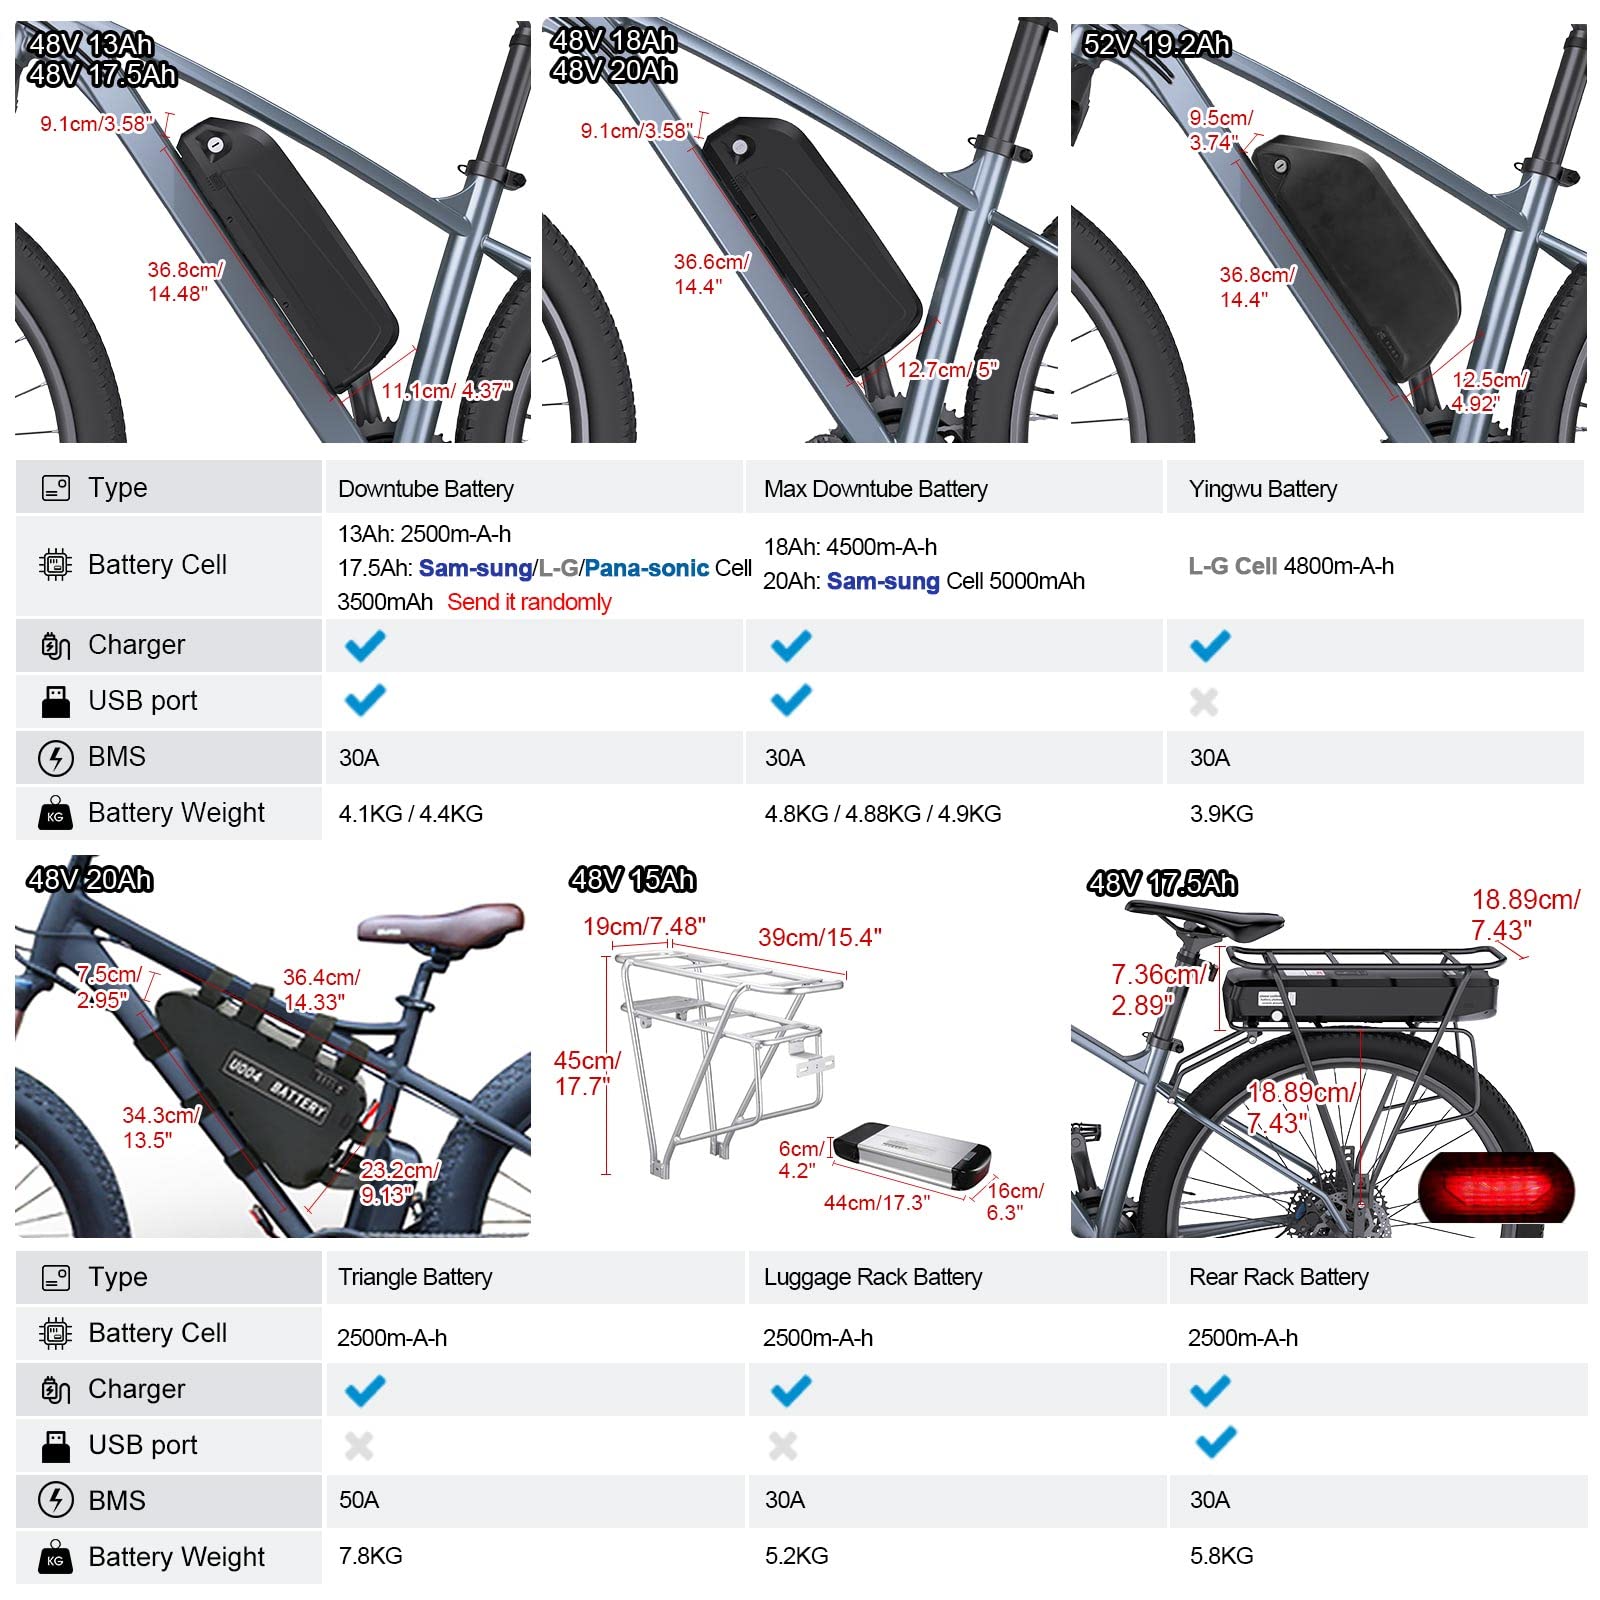 48V 13Ah
48V 17.5Ah
9.1cm/3.58"
36.8cm/
14.48"
11.1cm/ 4.37"
48V 18Ah
48V 20Ah
9.1cm/3.58"
36.6cm/
14.4"
12.7cm/ 5"
52V 19.2Ah
9.5cm/
3.74"
36.8cm/
14.4"
12.5cm/
4.92"
Type
Downtube Battery
Max Downtube Battery
Yingwu Battery
Battery Cell
13Ah: 2500m-A-h
17.5Ah: Sam-sung/L-G/Pana-sonic Cell
3500mAh Send it randomly
18Ah: 4500m-A-h
20Ah: Sam-sung Cell 5000mAh
L-G Cell 4800m-A-h
Charger
USB port
BMS
30A
30A
30A
KG
Battery Weight
4.1KG / 4.4KG
4.8KG / 4.88KG / 4.9KG
3.9KG
48V 20Ah
7.5cm/
2.95"
36.4cm/
14.33"
U004 BATTERY
34.3cm/
13.5"
23.2cm/
9.13"
48V 15Ah
19cm/7.48"
39cm/15.4"
45cm/
17.7"
6cm/
4.2"
44cm/17.3"
16cm/
6.3"
48V 17.5Ah
18.89cm/
7.43"
7.36cm/
2.89"
18.89cm/
7.43"
Type
Triangle Battery
Luggage Rack Battery
Rear Rack Battery
Battery Cell
2500m-A-h
2500m-A-h
2500m-A-h
Charger
USB port
BMS
50A
30A
30A
KG
Battery Weight
7.8KG
5.2KG
5.8KG